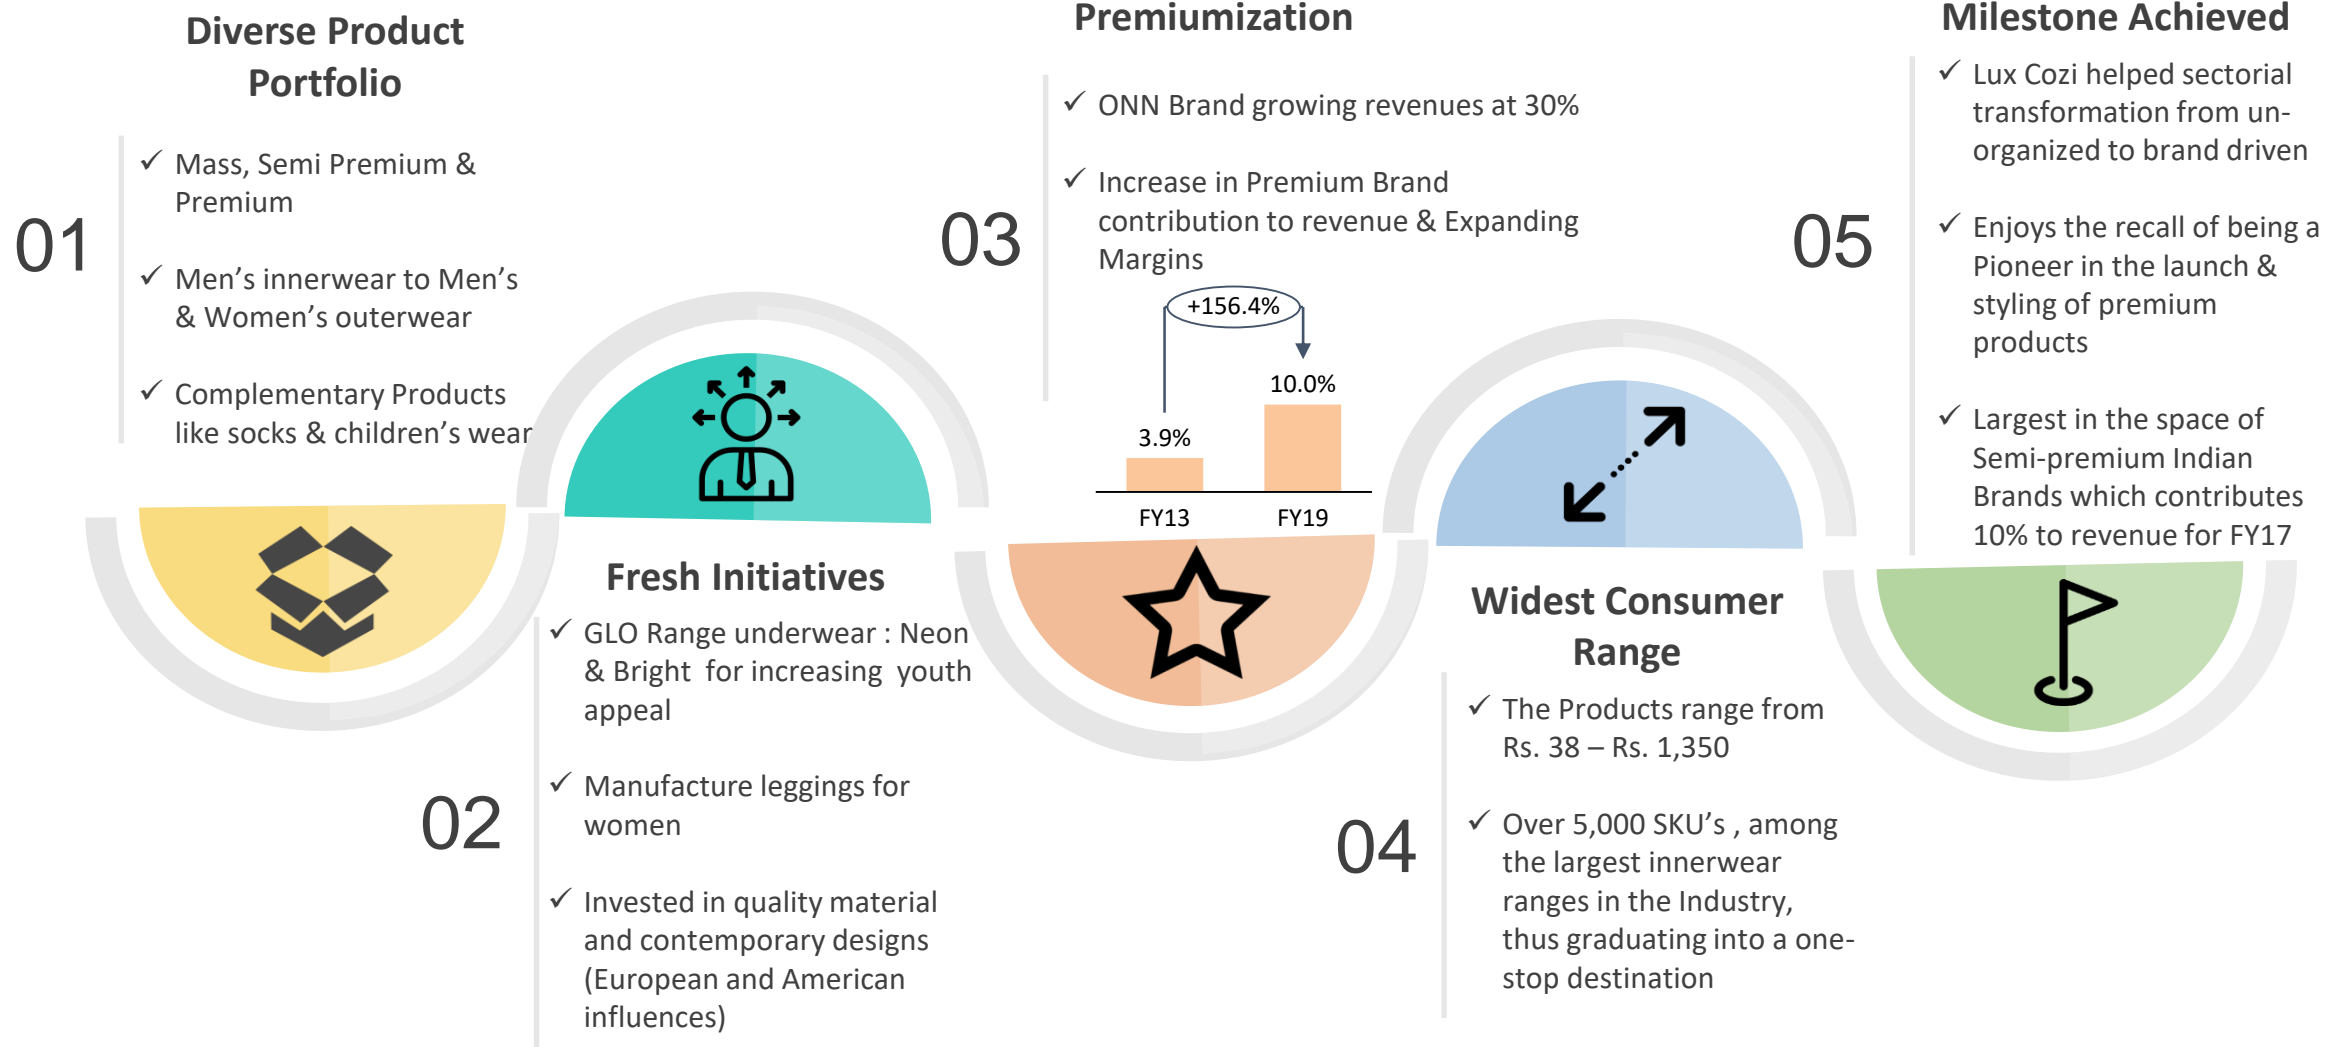 Diverse Product
Portfolio
01
✓ Mass, Semi Premium &
Premium
✓ Men’s innerwear to Men’s
& Women’s outerwear
✓ Complementary Products
like socks & children’s wear
Fresh Initiatives
02
✓ GLO Range underwear : Neon
& Bright for increasing youth
appeal
✓ Manufacture leggings for
women
✓ Invested in quality material
and contemporary designs
(European and American
influences)
Premiumization
03
✓ ONN Brand growing revenues at 30%
✓ Increase in Premium Brand
contribution to revenue & Expanding
Margins
+156.4%
10.0%
3.9%
FY13 FY19
Widest Consumer
Range
04
✓ The Products range from
Rs. 38 – Rs. 1,350
✓ Over 5,000 SKU’s , among
the largest innerwear
ranges in the Industry,
thus graduating into a one-
stop destination
Milestone Achieved
05
✓ Lux Cozi helped sectorial
transformation from un-
organized to brand driven
✓ Enjoys the recall of being a
Pioneer in the launch &
styling of premium
products
✓ Largest in the space of
Semi-premium Indian
Brands which contributes
10% to revenue for FY17